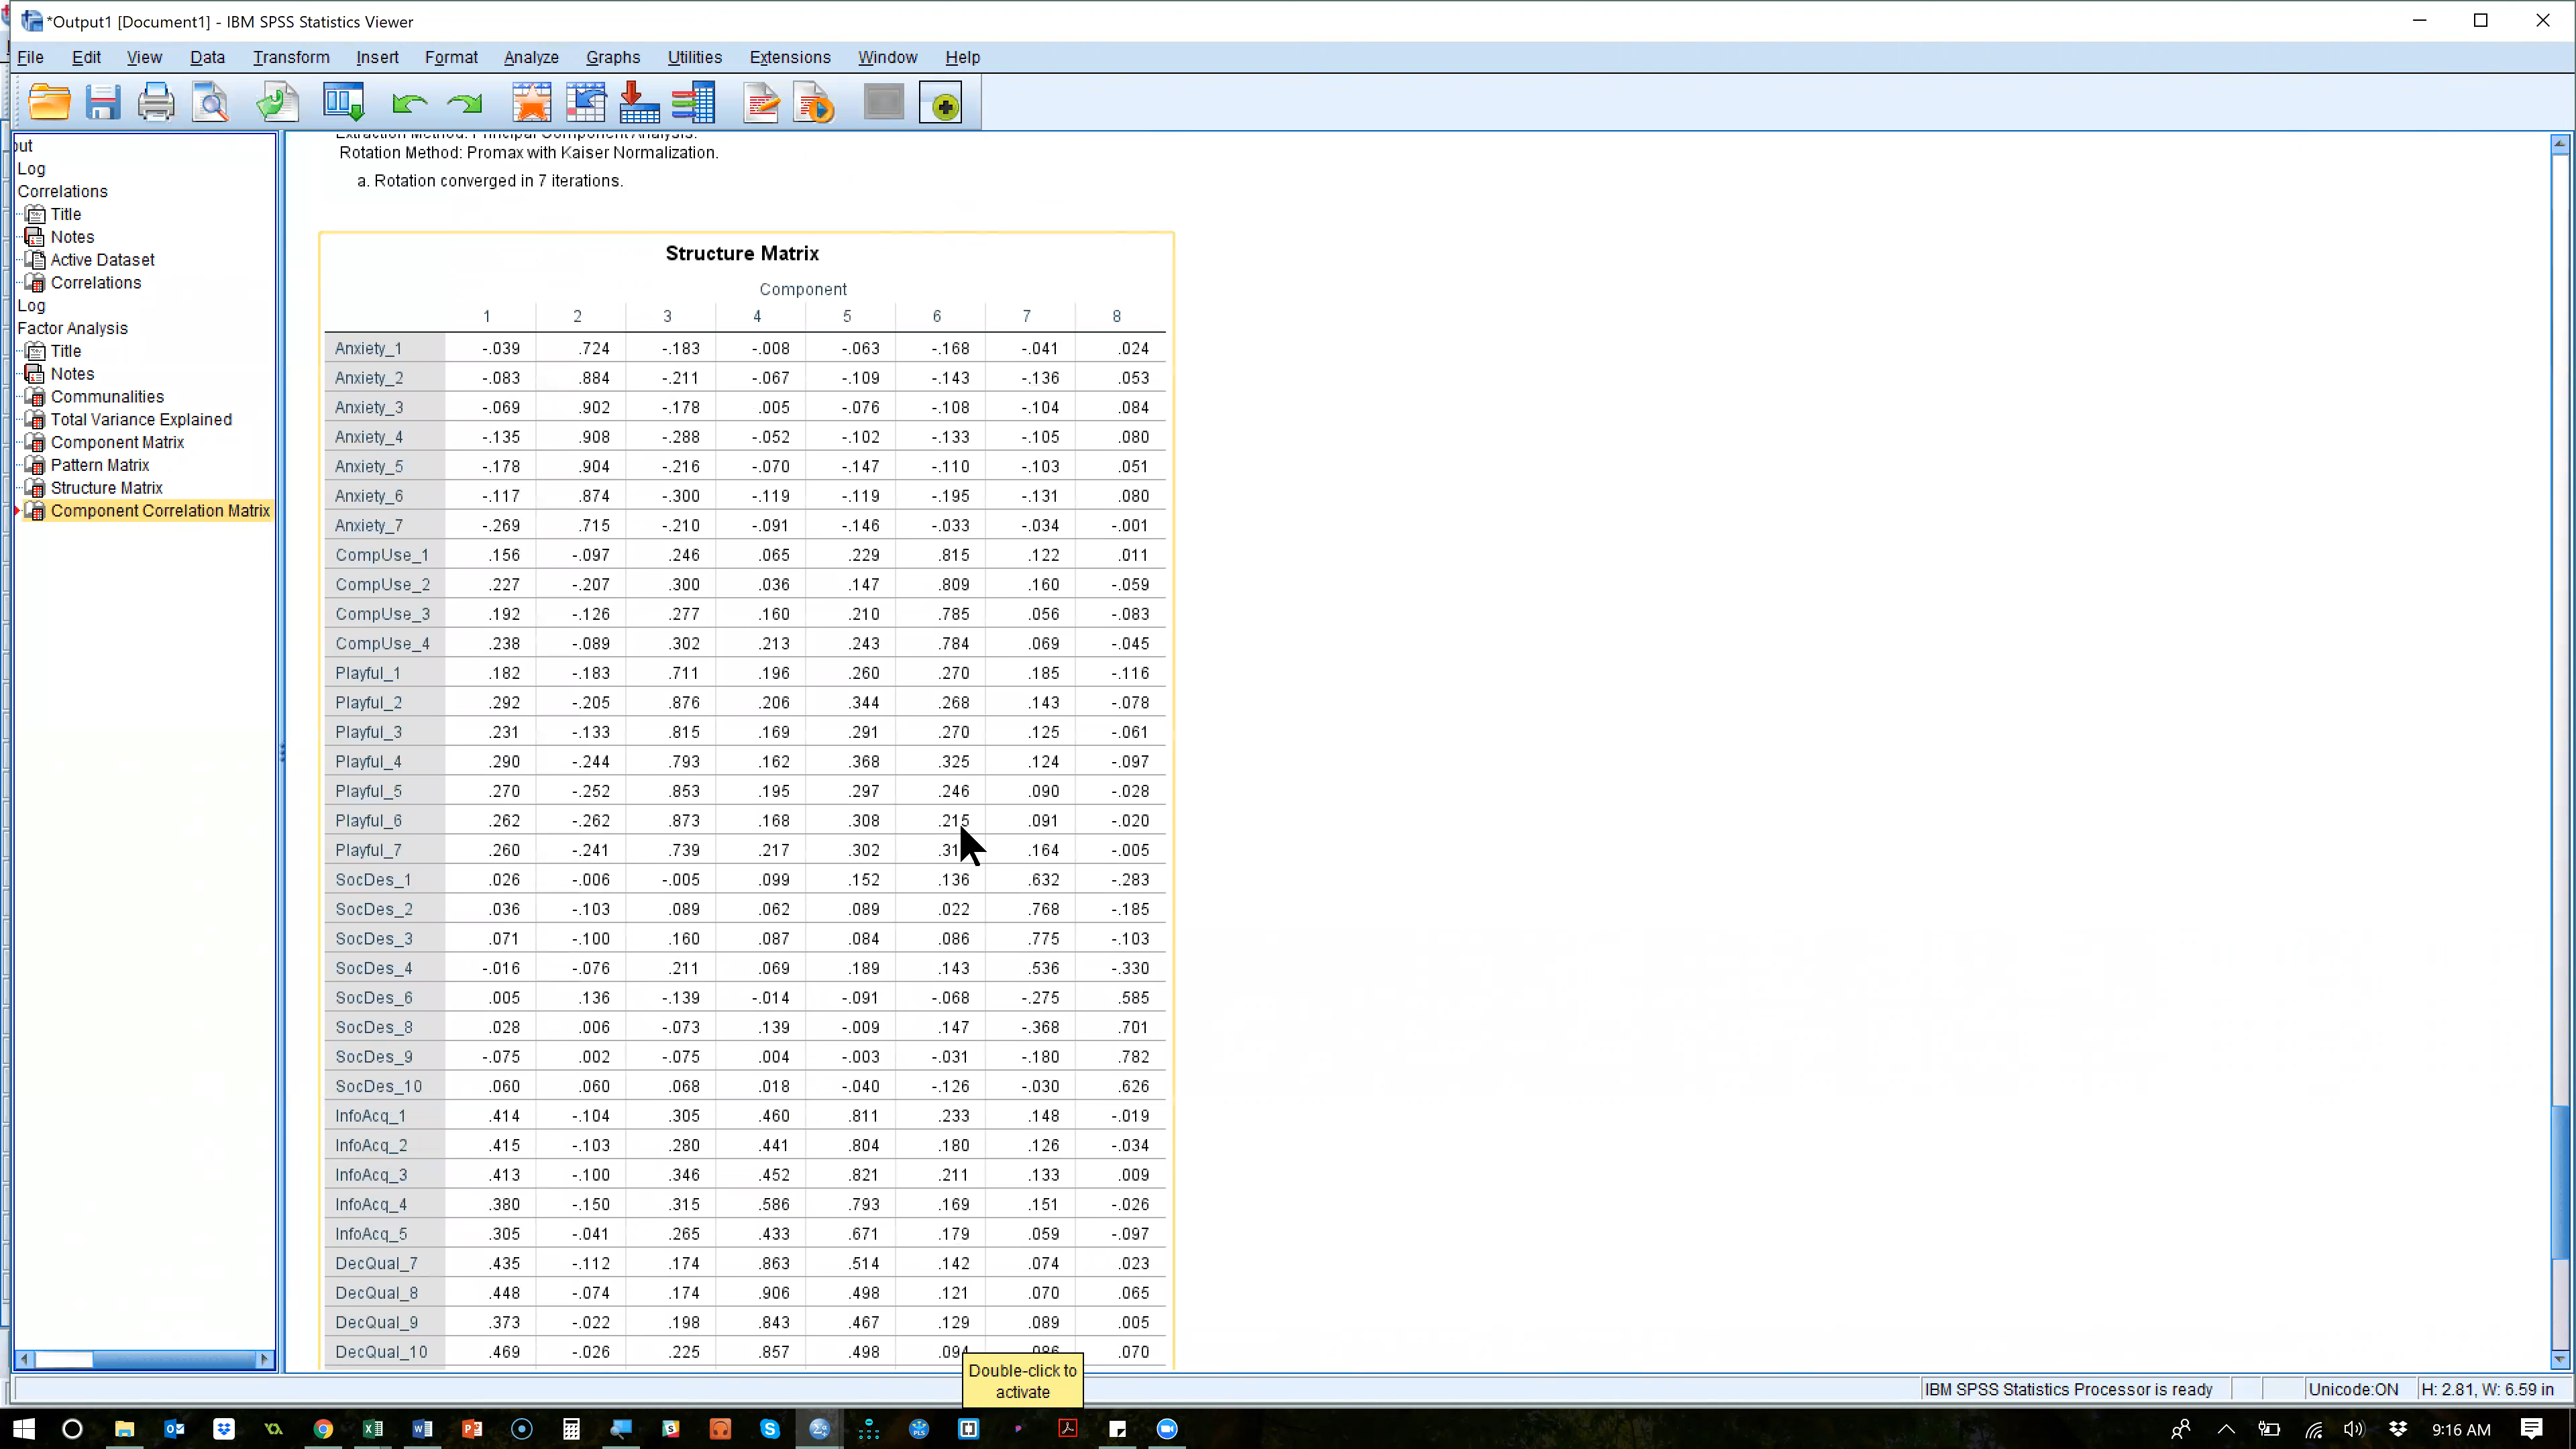 *Output1 [Document1] - IBM SPSS Statistics Viewer
File Edit View Data Transform Insert Format Analyze Graphs Utilities Extensions Window Help
put
Log
Correlations
Title
Notes
Active Dataset
Correlations
Log
Factor Analysis
Title
Notes
Communalities
Total Variance Explained
Component Matrix
Pattern Matrix
Structure Matrix
Component Correlation Matrix
Extraction Method: Principal Component Analysis.
Rotation Method: Promax with Kaiser Normalization.
a. Rotation converged in 7 iterations.
Structure Matrix
Component
1 2 3 4 5 6 7 8
Anxiety_1 -.039 .724 -.183 -.008 -.063 -.168 -.041 .024
Anxiety_2 -.083 .884 -.211 -.067 -.109 -.143 -.136 .053
Anxiety_3 -.069 .902 -.178 .005 -.076 -.108 -.104 .084
Anxiety_4 -.135 .908 -.288 -.052 -.102 -.133 -.105 .080
Anxiety_5 -.178 .904 -.216 -.070 -.147 -.110 -.103 .051
Anxiety_6 -.117 .874 -.300 -.119 -.119 -.195 -.131 .080
Anxiety_7 -.269 .715 -.210 -.091 -.146 -.033 -.034 -.001
CompUse_1 .156 -.097 .246 .065 .229 .815 .122 .011
CompUse_2 .227 -.207 .300 .036 .147 .809 .160 -.059
CompUse_3 .192 -.126 .277 .160 .210 .785 .056 -.083
CompUse_4 .238 -.089 .302 .213 .243 .784 .069 -.045
Playful_1 .182 -.183 .711 .196 .260 .270 .185 -.116
Playful_2 .292 -.205 .876 .206 .344 .268 .143 -.078
Playful_3 .231 -.133 .815 .169 .291 .270 .125 -.061
Playful_4 .290 -.244 .793 .162 .368 .325 .124 -.097
Playful_5 .270 -.252 .853 .195 .297 .246 .090 -.028
Playful_6 .262 -.262 .873 .168 .308 .215 .091 -.020
Playful_7 .260 -.241 .739 .217 .302 .164 -.005
SocDes_1 .026 -.006 -.005 .099 .152 .136 .632 -.283
SocDes_2 .036 -.103 .089 .062 .089 .022 .768 -.185
SocDes_3 .071 -.100 .160 .087 .084 .086 .775 -.103
SocDes_4 -.016 -.076 .211 .069 .189 .143 .536 -.330
SocDes_6 .005 .136 -.139 -.014 -.091 -.068 -.275 .585
SocDes_8 .028 .006 -.073 .139 -.009 .147 -.368 .701
SocDes_9 -.075 .002 -.075 .004 -.003 -.031 -.180 .782
SocDes_10 .060 .060 .068 .018 -.040 -.126 -.030 .626
InfoAcq_1 .414 -.104 .305 .460 .811 .233 .148 -.019
InfoAcq_2 .415 -.103 .280 .441 .804 .180 .126 -.034
InfoAcq_3 .413 -.100 .346 .452 .821 .211 .133 .009
InfoAcq_4 .380 -.150 .315 .586 .793 .169 .151 -.026
InfoAcq_5 .305 -.041 .265 .433 .671 .179 .059 -.097
DecQual_7 .435 -.112 .174 .863 .514 .142 .074 .023
DecQual_8 .448 -.074 .174 .906 .498 .121 .070 .065
DecQual_9 .373 -.022 .198 .843 .467 .129 .089 .005
DecQual_10 .469 -.026 .225 .857 .498 .094 .086 .070
Double-click to
activate
IBM SPSS Statistics Processor is ready Unicode:ON H: 2.81, W: 6.59 in
9:16 AM